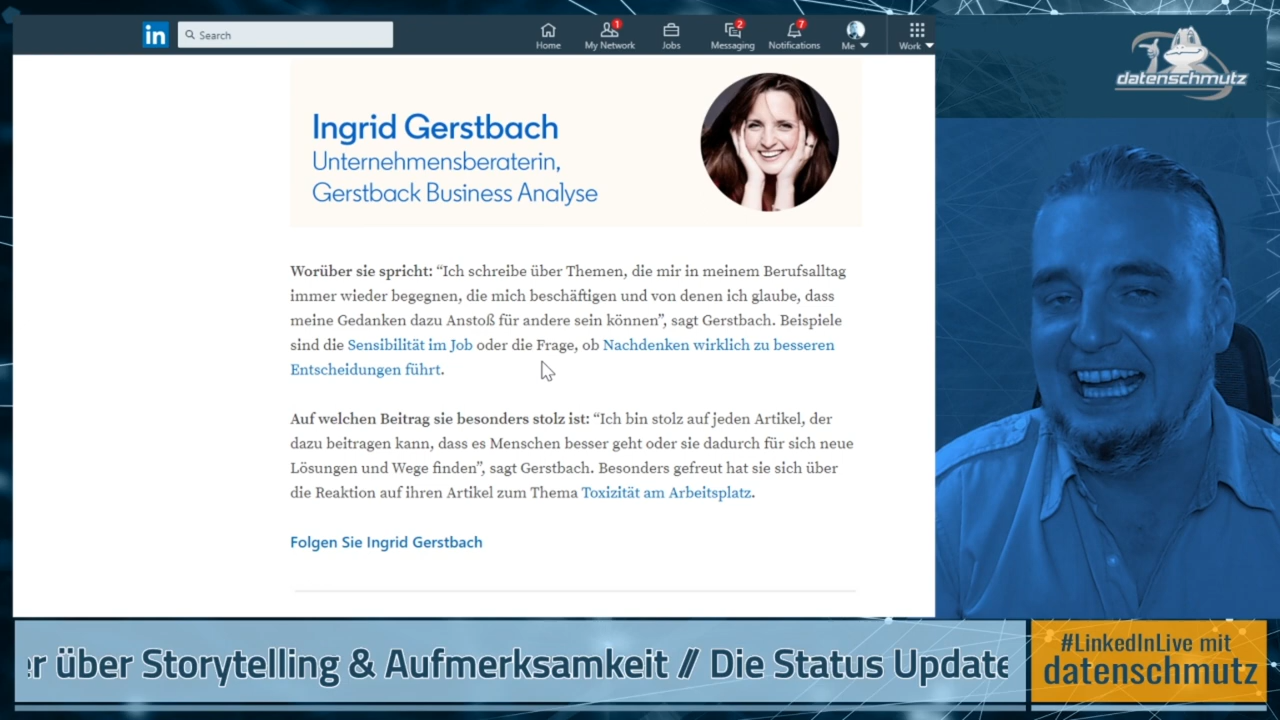 in
Search
Home
1
My Network
Jobs
2
Messaging
7
Notifications
Me
Work
datenschmutz
Ingrid Gerstbach
Unternehmensberaterin,
Gerstback Business Analyse
Worüber sie spricht: “Ich schreibe über Themen, die mir in meinem Berufsalltag
immer wieder begegnen, die mich beschäftigen und von denen ich glaube, dass
meine Gedanken dazu Anstoß für andere sein können”, sagt Gerstbach. Beispiele
sind die Sensibilität im Job oder die Frage, ob Nachdenken wirklich zu besseren
Entscheidungen führt.
Auf welchen Beitrag sie besonders stolz ist: “Ich bin stolz auf jeden Artikel, der
dazu beitragen kann, dass es Menschen besser geht oder sie dadurch für sich neue
Lösungen und Wege finden”, sagt Gerstbach. Besonders gefreut hat sie sich über
die Reaktion auf ihren Artikel zum Thema Toxizität am Arbeitsplatz.
Folgen Sie Ingrid Gerstbach
er über Storytelling & Aufmerksamkeit // Die Status Update
#LinkedInLive mit
datenschmutz